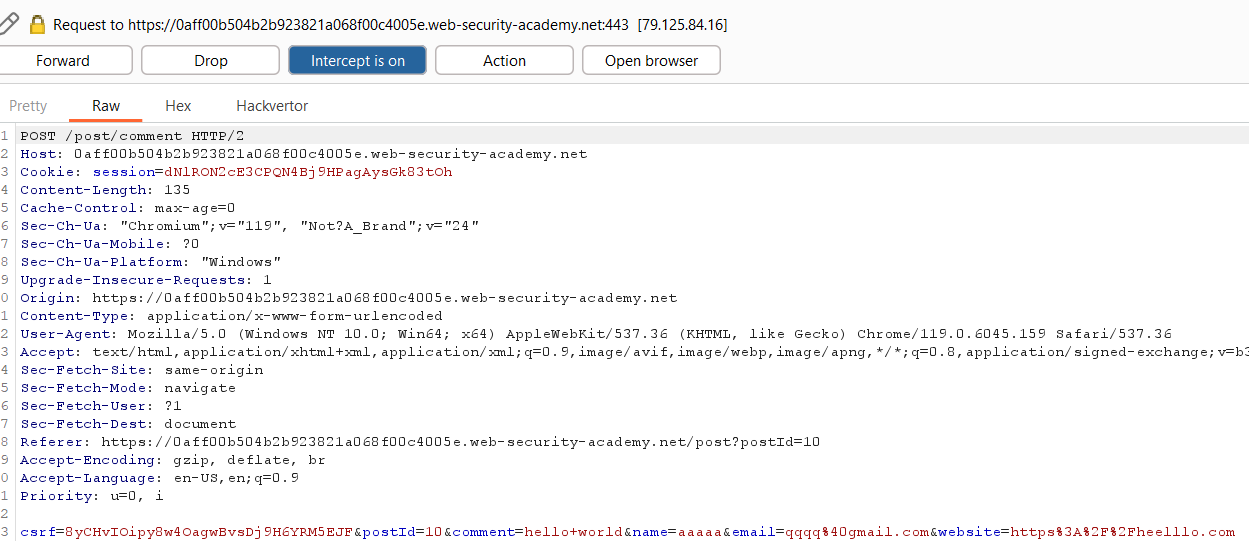 Request to https://0aff00b504b2b923821a068f00c4005e.web-security-academy.net:443 [79.125.84.16]
Forward Drop Intercept is on Action Open browser
Pretty Raw Hex Hackvertor
1 POST /post/comment HTTP/2
2 Host: 0aff00b504b2b923821a068f00c4005e.web-security-academy.net
3 Cookie: session=dNlRON2cE3CPQN4Bj9HPagAysGk83tOh
4 Content-Length: 135
5 Cache-Control: max-age=0
6 Sec-Ch-Ua: "Chromium";v="119", "Not?A_Brand";v="24"
7 Sec-Ch-Ua-Mobile: ?0
8 Sec-Ch-Ua-Platform: "Windows"
9 Upgrade-Insecure-Requests: 1
0 Origin: https://0aff00b504b2b923821a068f00c4005e.web-security-academy.net
1 Content-Type: application/x-www-form-urlencoded
2 User-Agent: Mozilla/5.0 (Windows NT 10.0; Win64; x64) AppleWebKit/537.36 (KHTML, like Gecko) Chrome/119.0.6045.159 Safari/537.36
3 Accept: text/html,application/xhtml+xml,application/xml;q=0.9,image/avif,image/webp,image/apng,*/*;q=0.8,application/signed-exchange;v=b3
4 Sec-Fetch-Site: same-origin
5 Sec-Fetch-Mode: navigate
6 Sec-Fetch-User: ?1
7 Sec-Fetch-Dest: document
8 Referer: https://0aff00b504b2b923821a068f00c4005e.web-security-academy.net/post?postId=10
9 Accept-Encoding: gzip, deflate, br
0 Accept-Language: en-US,en;q=0.9
1 Priority: u=0, i
2
3 csrf=8yCHvIOipy8w4OagwBvsDj9H6YRM5EJF&postId=10&comment=hello+world&name=aaaaa&email=qqqq%40gmail.com&website=https%3A%2F%2Fheelllo.com